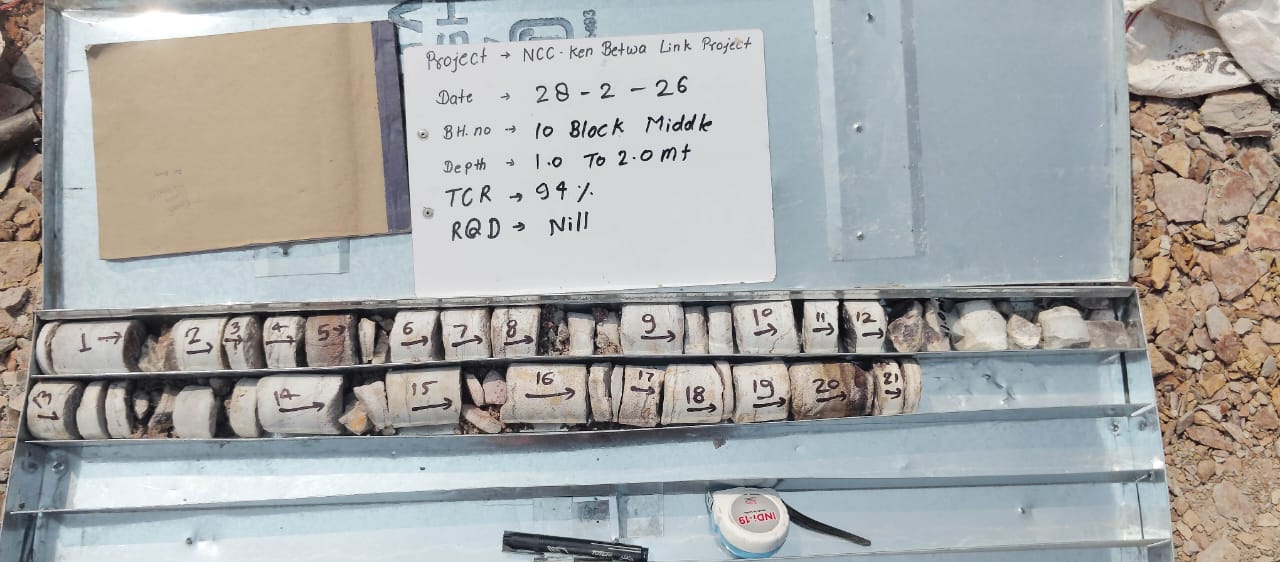 Project → NCC-Ken Betwa Link Project
Date → 28-2-26
BH.no → 10 Block Middle
Depth → 1.0 To 2.0mt
TCR → 94%
RQD → Nill
1→ 2→ 3→ 4→ 5→ 6→ 7→ 8→ 9→ 10→ 11→ 12→
13→ 14→ 15→ 16→ 17→ 18→ 19→ 20→ 21→
INDI-19